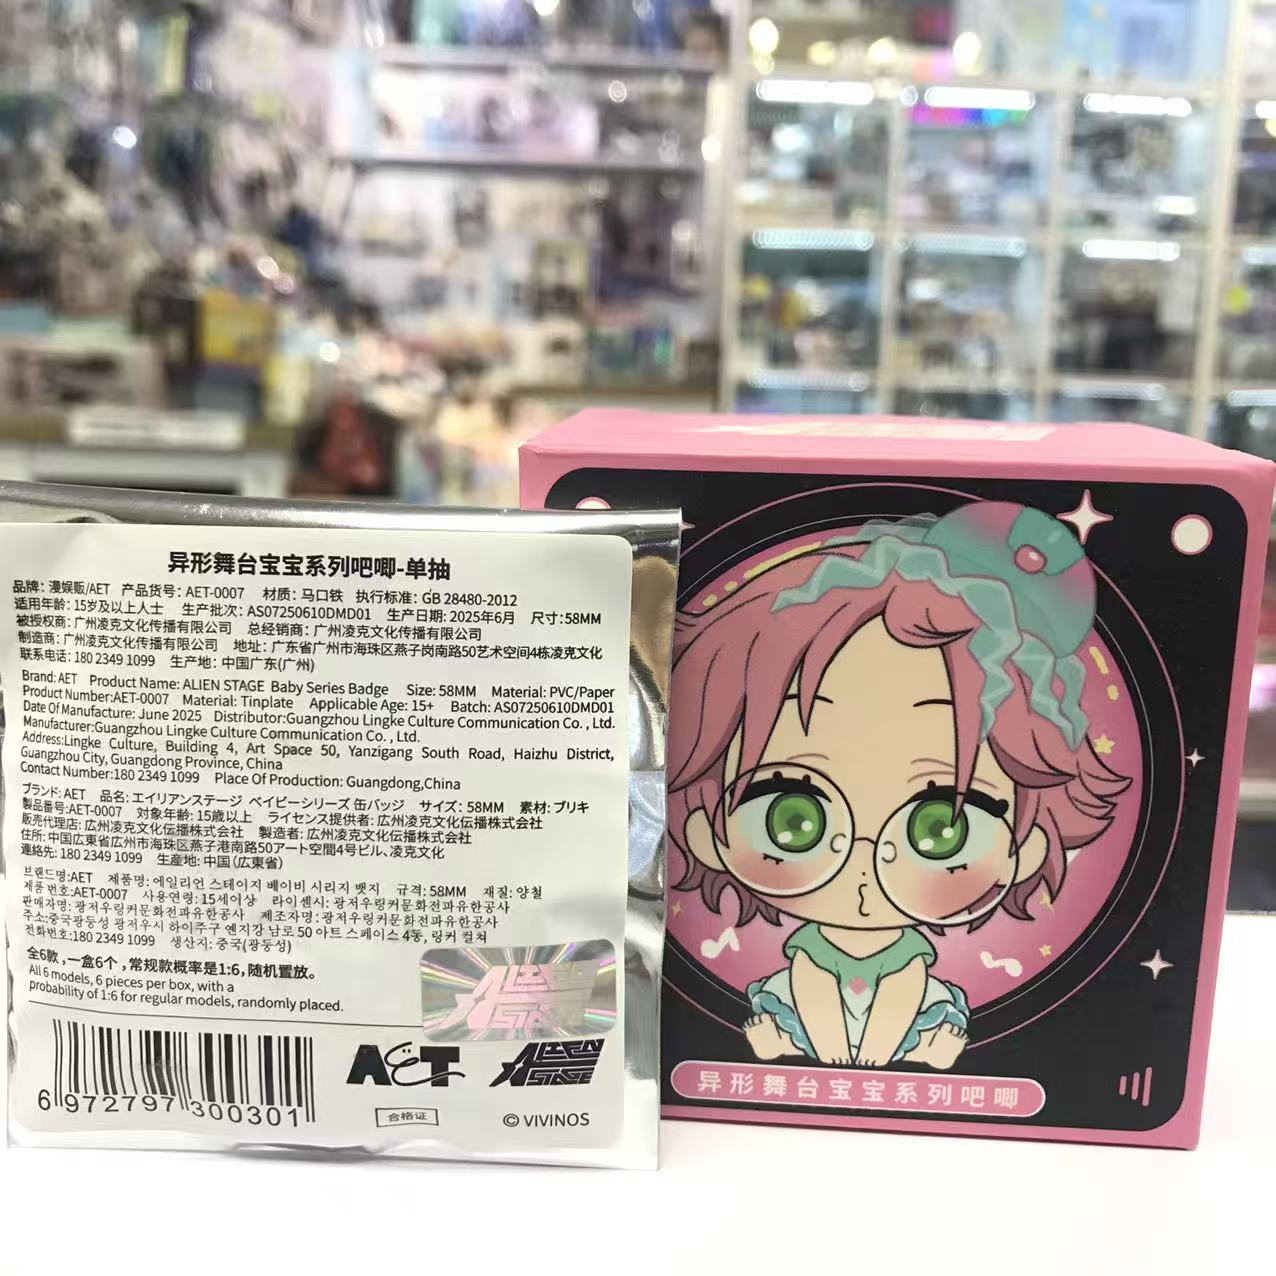 异形舞台宝宝系列吧唧-单抽
品牌：漫娱贩/AET 产品货号：AET-0007 材质：马口铁 执行标准：GB 28480-2012
适用年龄：15岁及以上人士 生产批次：AS07250610DMD01 生产日期：2025年6月 尺寸：58MM
被授权商：广州凌克文化传播有限公司 总经销商：广州凌克文化传播有限公司
制造商：广州凌克文化传播有限公司 地址：广东省广州市海珠区燕子岗南路50艺术空间4栋凌克文化
联系电话：180 2349 1099 生产地：中国广东(广州)
Brand: AET Product Name: ALIEN STAGE Baby Series Badge Size: 58MM Material: PVC/Paper
Product Number:AET-0007 Material: Tinplate Applicable Age: 15+ Batch: AS07250610DMD01
Date Of Manufacture: June 2025 Distributor:Guangzhou Lingke Culture Communication Co., Ltd.
Manufacturer:Guangzhou Lingke Culture Communication Co., Ltd.
Address:Lingke Culture, Building 4, Art Space 50, Yanzigang South Road, Haizhu District,
Guangzhou City, Guangdong Province, China
Contact Number:180 2349 1099 Place Of Production: Guangdong,China
ブランド: AET 品名: エイリアンステージ ベイビーシリーズ 缶バッジ サイズ: 58MM 素材: ブリキ
製品番号:AET-0007 対象年齢: 15歳以上 ライセンス提供者: 広州凌克文化伝播株式会社
販売代理店: 広州凌克文化伝播株式会社 製造者: 広州凌克文化伝播株式会社
住所: 中国広東省広州市海珠区燕子港南路50アート空間4号ビル、凌克文化
連絡先: 180 2349 1099 生産地: 中国 (広東省)
브랜드명:AET 제품명: 에일리언 스테이지 베이비 시리지 뱃지 규격: 58MM 재질: 양철
제품 번호:AET-0007 사용연령: 15세이상 라이센시: 광저우링커문화전파유한공사
판매자명: 광저우링커문화전파유한공사 제조자명: 광저우링커문화전파유한공사
주소:중국광둥성 광저우시 하이주구 옌지강 남로 50 아트 스페이스 4동, 링커 컬쳐
전화번호:180 2349 1099 생산지: 중국(광둥성)
全6款，一盒6个，常规款概率是1:6，随机置放。
All 6 models, 6 pieces per box, with a
probability of 1:6 for regular models, randomly placed.
ALIEN
STAGE
6 972797 300301
AET
ALIEN
STAGE
合格证
© VIVINOS
异形舞台宝宝系列吧唧